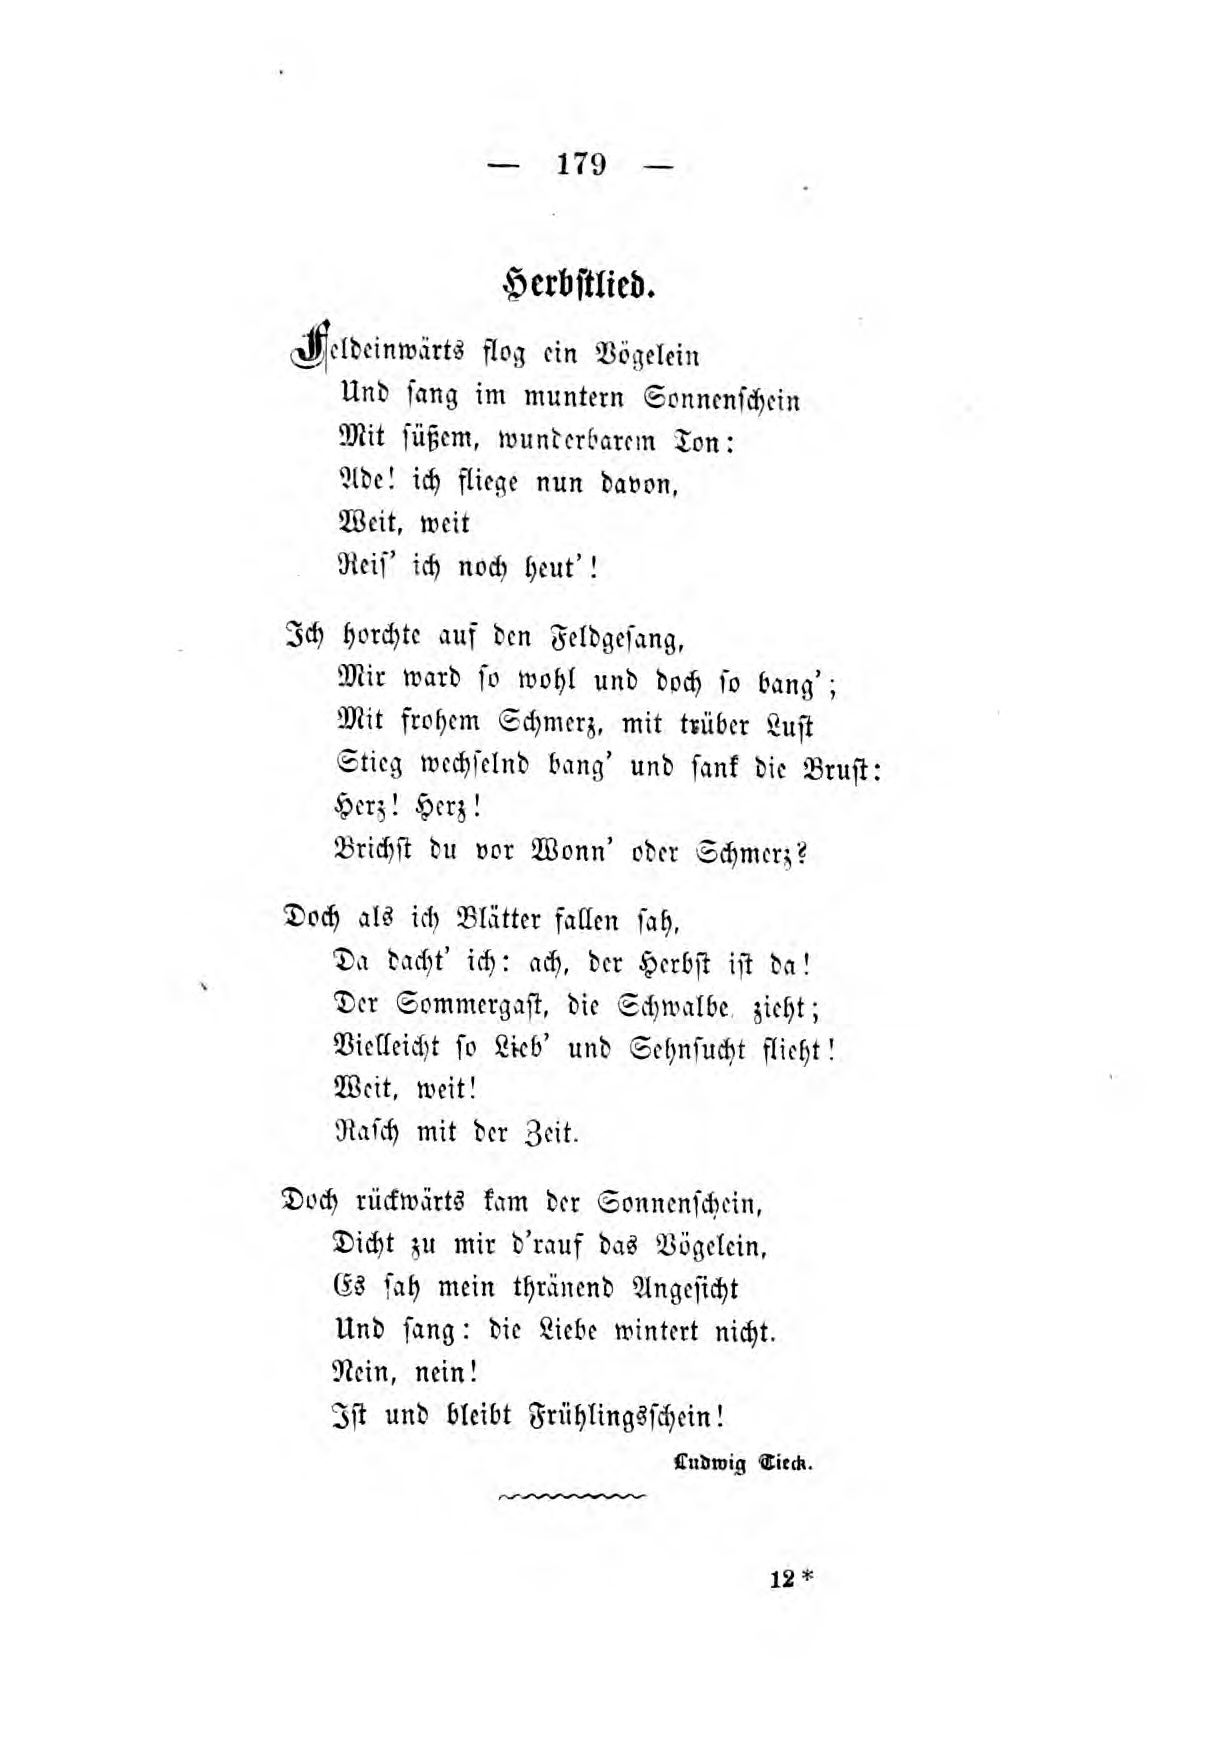 — 179 —
Herbstlied.
Feldeinwärts flog ein Vögelein
Und sang im muntern Sonnenschein
Mit süßem, wunderbarem Ton:
Ade! ich fliege nun davon,
Weit, weit
Reis' ich noch heut'!
Ich horchte auf den Feldgesang,
Mir ward so wohl und doch so bang';
Mit frohem Schmerz, mit trüber Lust
Stieg wechselnd bang' und sank die Brust:
Herz! Herz!
Brichst du vor Wonn' oder Schmerz?
Doch als ich Blätter fallen sah,
Da dacht' ich: ach, der Herbst ist da!
Der Sommergast, die Schwalbe, zieht;
Vielleicht so Lieb' und Sehnsucht flieht!
Weit, weit!
Rasch mit der Zeit.
Doch rückwärts kam der Sonnenschein,
Dicht zu mir d'rauf das Vögelein,
Es sah mein thränend Angesicht
Und sang: die Liebe wintert nicht.
Nein, nein!
Ist und bleibt Frühlingsschein!
Ludwig Tieck.
12*